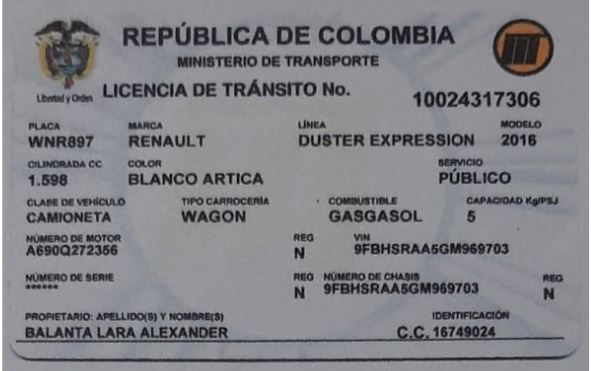 REPÚBLICA DE COLOMBIA
MINISTERIO DE TRANSPORTE
Libertad y Orden
LICENCIA DE TRÁNSITO No. 10024317306
PLACA MARCA LÍNEA MODELO
WNR897 RENAULT DUSTER EXPRESSION 2016
CILINDRADA CC COLOR SERVICIO
1.598 BLANCO ARTICA PÚBLICO
CLASE DE VEHÍCULO TIPO CARROCERÍA COMBUSTIBLE CAPACIDAD Kg/PSJ
CAMIONETA WAGON GASGASOL 5
NÚMERO DE MOTOR REG VIN
A690Q272356 N 9FBHSRAA5GM969703
NÚMERO DE SERIE REG NÚMERO DE CHASIS REG
****** N 9FBHSRAA5GM969703 N
PROPIETARIO: APELLIDO(S) Y NOMBRE(S) IDENTIFICACIÓN
BALANTA LARA ALEXANDER C.C. 16749024